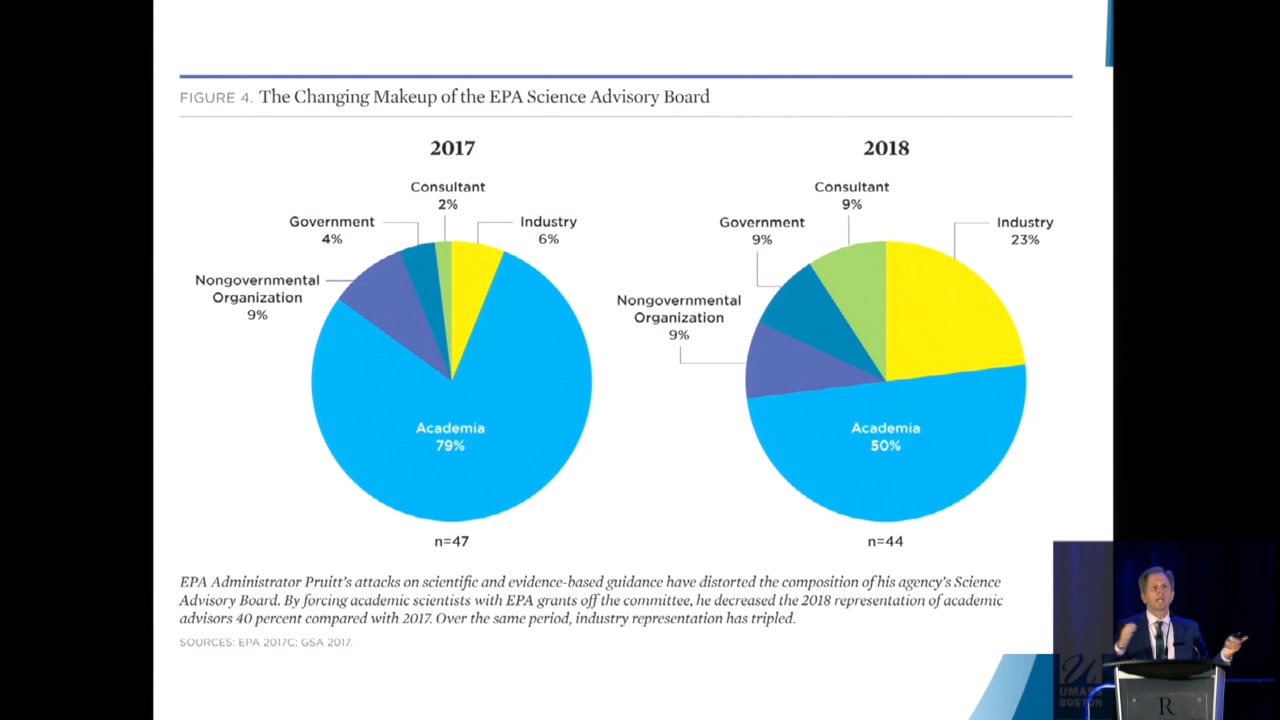 FIGURE 4. The Changing Makeup of the EPA Science Advisory Board
2017
Consultant
2%
Government
4%
Industry
6%
Nongovernmental
Organization
9%
Academia
79%
n=47
2018
Consultant
9%
Government
9%
Industry
23%
Nongovernmental
Organization
9%
Academia
50%
n=44
EPA Administrator Pruitt's attacks on scientific and evidence-based guidance have distorted the composition of his agency's Science
Advisory Board. By forcing academic scientists with EPA grants off the committee, he decreased the 2018 representation of academic
advisors 40 percent compared with 2017. Over the same period, industry representation has tripled.
SOURCES: EPA 2017C; GSA 2017.
UMASS
BOSTON
R